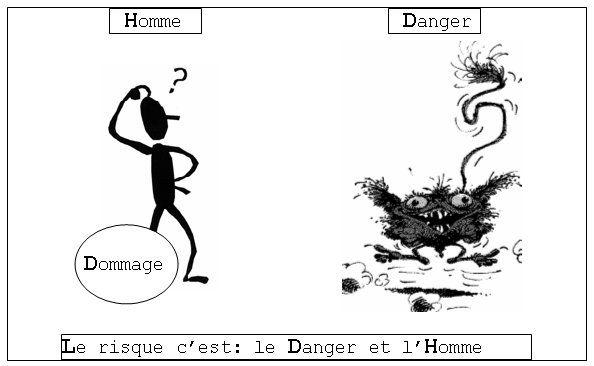 Homme
Danger
?
Dommage
Le risque c’est: le Danger et l’Homme